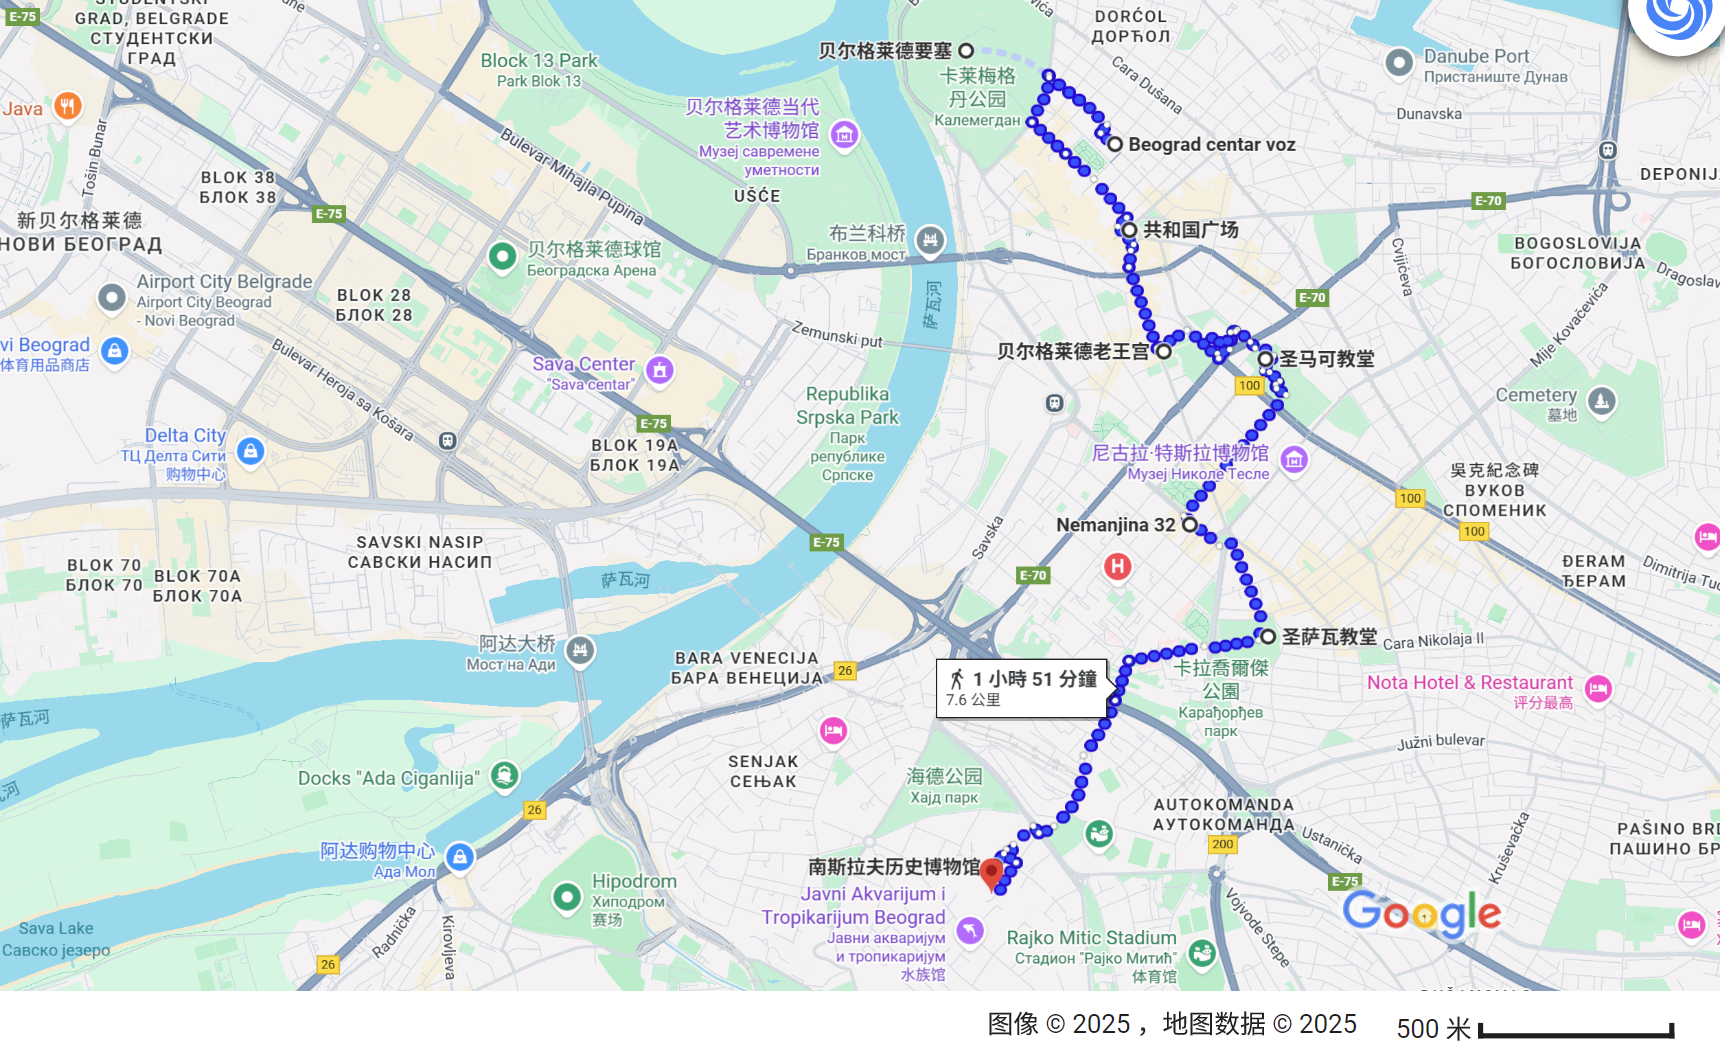 E-75
STUDENTSKI
GRAD, BELGRADE
СТУДЕНТСКИ
ГРАД
Java
Tošin Bunar
Block 13 Park
Park Blok 13
贝尔格莱德当代
艺术博物馆
Музеј савремене
уметности
UŠĆE
Bulevar Mihajla Pupina
BLOK 38
БЛОК 38
E-75
新贝尔格莱德
НОВИ БЕОГРАД
贝尔格莱德球馆
Београдска Арена
Airport City Belgrade
Airport City Beograd
- Novi Beograd
BLOK 28
БЛОК 28
vi Beograd
体育用品商店
Bulevar Heroja sa Košara
Sava Center
"Sava centar"
Zemunski put
Republika
Srpska Park
Парк
републике
Српске
E-75
BLOK 19A
БЛОК 19А
Delta City
ТЦ Делта Сити
购物中心
布兰科桥
Бранков мост
萨瓦河
贝尔格莱德要塞
卡莱梅格
丹公园
Калемегдан
DORĆOL
ДОРЋОЛ
Cara Dušana
Danube Port
Пристаниште Дунав
Dunavska
Beograd centar voz
DEPONIJ
E-70
共和国广场
BOGOSLOVIJA
БОГОСЛОВИЈА
Dragoslav
Cvijićeva
E-70
Mije Kovačevića
贝尔格莱德老王宫
圣马可教堂
100
Cemetery
墓地
尼古拉·特斯拉博物馆
Музеј Николе Тесле
吳克紀念碑
ВУКОВ
СПОМЕНИК
100
100
Nemanjina 32
Savska
E-75
E-70
ĐERAM
ЂЕРАМ
Dimitrija Tuc
SAVSKI NASIP
САВСКИ НАСИП
BLOK 70
БЛОК 70
BLOK 70A
БЛОК 70А
萨瓦河
阿达大桥
Мост на Ади
BARA VENECIJA
БАРА ВЕНЕЦИЈА
26
圣萨瓦教堂
Cara Nikolaja II
卡拉喬爾傑
公園
Карађорђев
парк
Nota Hotel & Restaurant
评分最高
1 小時 51 分鐘
7.6 公里
萨瓦河
Južni bulevar
SENJAK
СЕЊАК
Docks "Ada Ciganlija"
海德公园
Хајд парк
26
AUTOKOMANDA
АУТОКОМАНДА
Ustanička
Kruševačka
PAŠINO BRD
ПАШИНО БР
200
阿达购物中心
Ада Мол
南斯拉夫历史博物馆
Javni Akvarijum i
Tropikarijum Beograd
Јавни акваријум
и тропикаријум
水族馆
E-75
Google
Hipodrom
Хиподром
赛场
Sava Lake
Савско језеро
Radnička
Kirovljeva
26
Rajko Mitic Stadium
Стадион "Рајко Митић"
体育馆
Vojvode Stepe
图像 © 2025 ，地图数据 © 2025
500 米